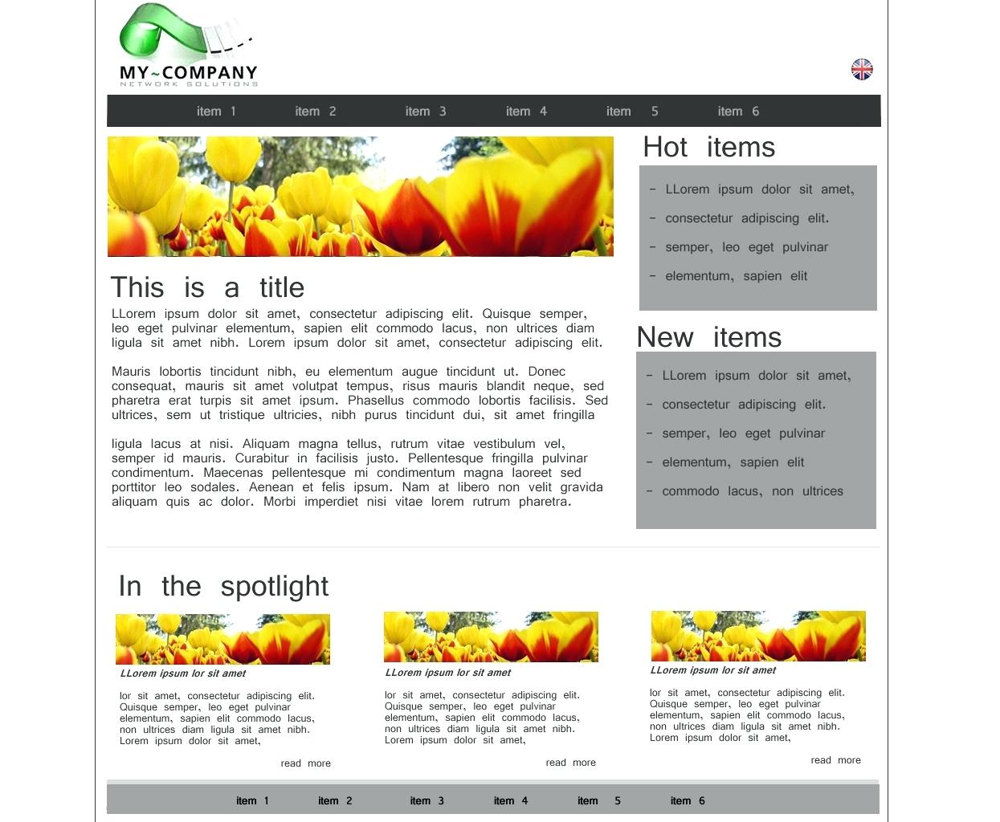 MY~COMPANY
NETWORK SOLUTIONS
item 1 item 2 item 3 item 4 item 5 item 6
This is a title
LLorem ipsum dolor sit amet, consectetur adipiscing elit. Quisque semper,
leo eget pulvinar elementum, sapien elit commodo lacus, non ultrices diam
ligula sit amet nibh. Lorem ipsum dolor sit amet, consectetur adipiscing elit.
Mauris lobortis tincidunt nibh, eu elementum augue tincidunt ut. Donec
consequat, mauris sit amet volutpat tempus, risus mauris blandit neque, sed
pharetra erat turpis sit amet ipsum. Phasellus commodo lobortis facilisis. Sed
ultrices, sem ut tristique ultricies, nibh purus tincidunt dui, sit amet fringilla
ligula lacus at nisi. Aliquam magna tellus, rutrum vitae vestibulum vel,
semper id mauris. Curabitur in facilisis justo. Pellentesque fringilla pulvinar
condimentum. Maecenas pellentesque mi condimentum magna laoreet sed
porttitor leo sodales. Aenean et felis ipsum. Nam at libero non velit gravida
aliquam quis ac dolor. Morbi imperdiet nisi vitae lorem rutrum pharetra.
Hot items
- LLorem ipsum dolor sit amet,
- consectetur adipiscing elit.
- semper, leo eget pulvinar
- elementum, sapien elit
New items
- LLorem ipsum dolor sit amet,
- consectetur adipiscing elit.
- semper, leo eget pulvinar
- elementum, sapien elit
- commodo lacus, non ultrices
In the spotlight
LLorem ipsum lor sit amet
lor sit amet, consectetur adipiscing elit.
Quisque semper, leo eget pulvinar
elementum, sapien elit commodo lacus,
non ultrices diam ligula sit amet nibh.
Lorem ipsum dolor sit amet,
read more
LLorem ipsum lor sit amet
lor sit amet, consectetur adipiscing elit.
Quisque semper, leo eget pulvinar
elementum, sapien elit commodo lacus,
non ultrices diam ligula sit amet nibh.
Lorem ipsum dolor sit amet,
read more
LLorem ipsum lor sit amet
lor sit amet, consectetur adipiscing elit.
Quisque semper, leo eget pulvinar
elementum, sapien elit commodo lacus,
non ultrices diam ligula sit amet nibh.
Lorem ipsum dolor sit amet,
read more
item 1 item 2 item 3 item 4 item 5 item 6